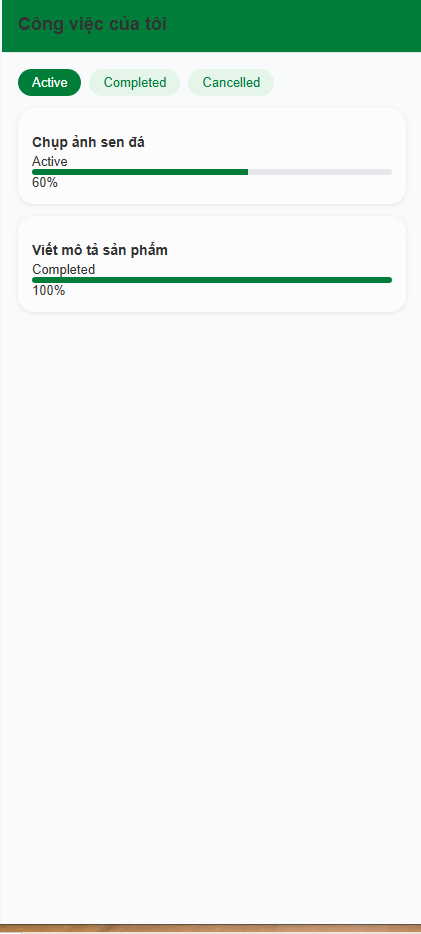 Công việc của tôi
Active
Completed
Cancelled
Chụp ảnh sen đá
Active
60%
Viết mô tả sản phẩm
Completed
100%